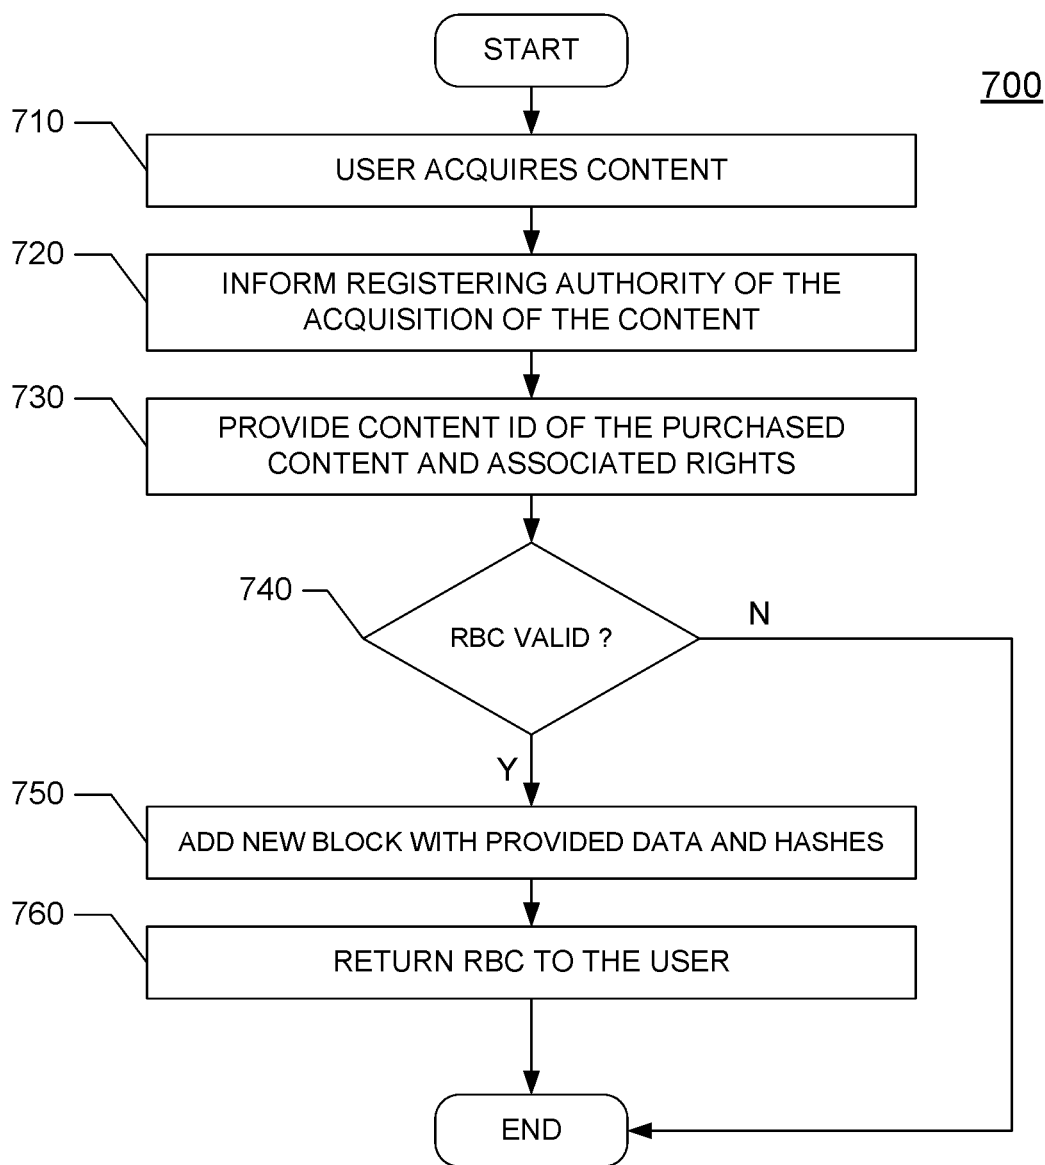 START
700
710
USER ACQUIRES CONTENT
720
INFORM REGISTERING AUTHORITY OF THE
ACQUISITION OF THE CONTENT
730
PROVIDE CONTENT ID OF THE PURCHASED
CONTENT AND ASSOCIATED RIGHTS
740
RBC VALID ?
N
Y
750
ADD NEW BLOCK WITH PROVIDED DATA AND HASHES
760
RETURN RBC TO THE USER
END